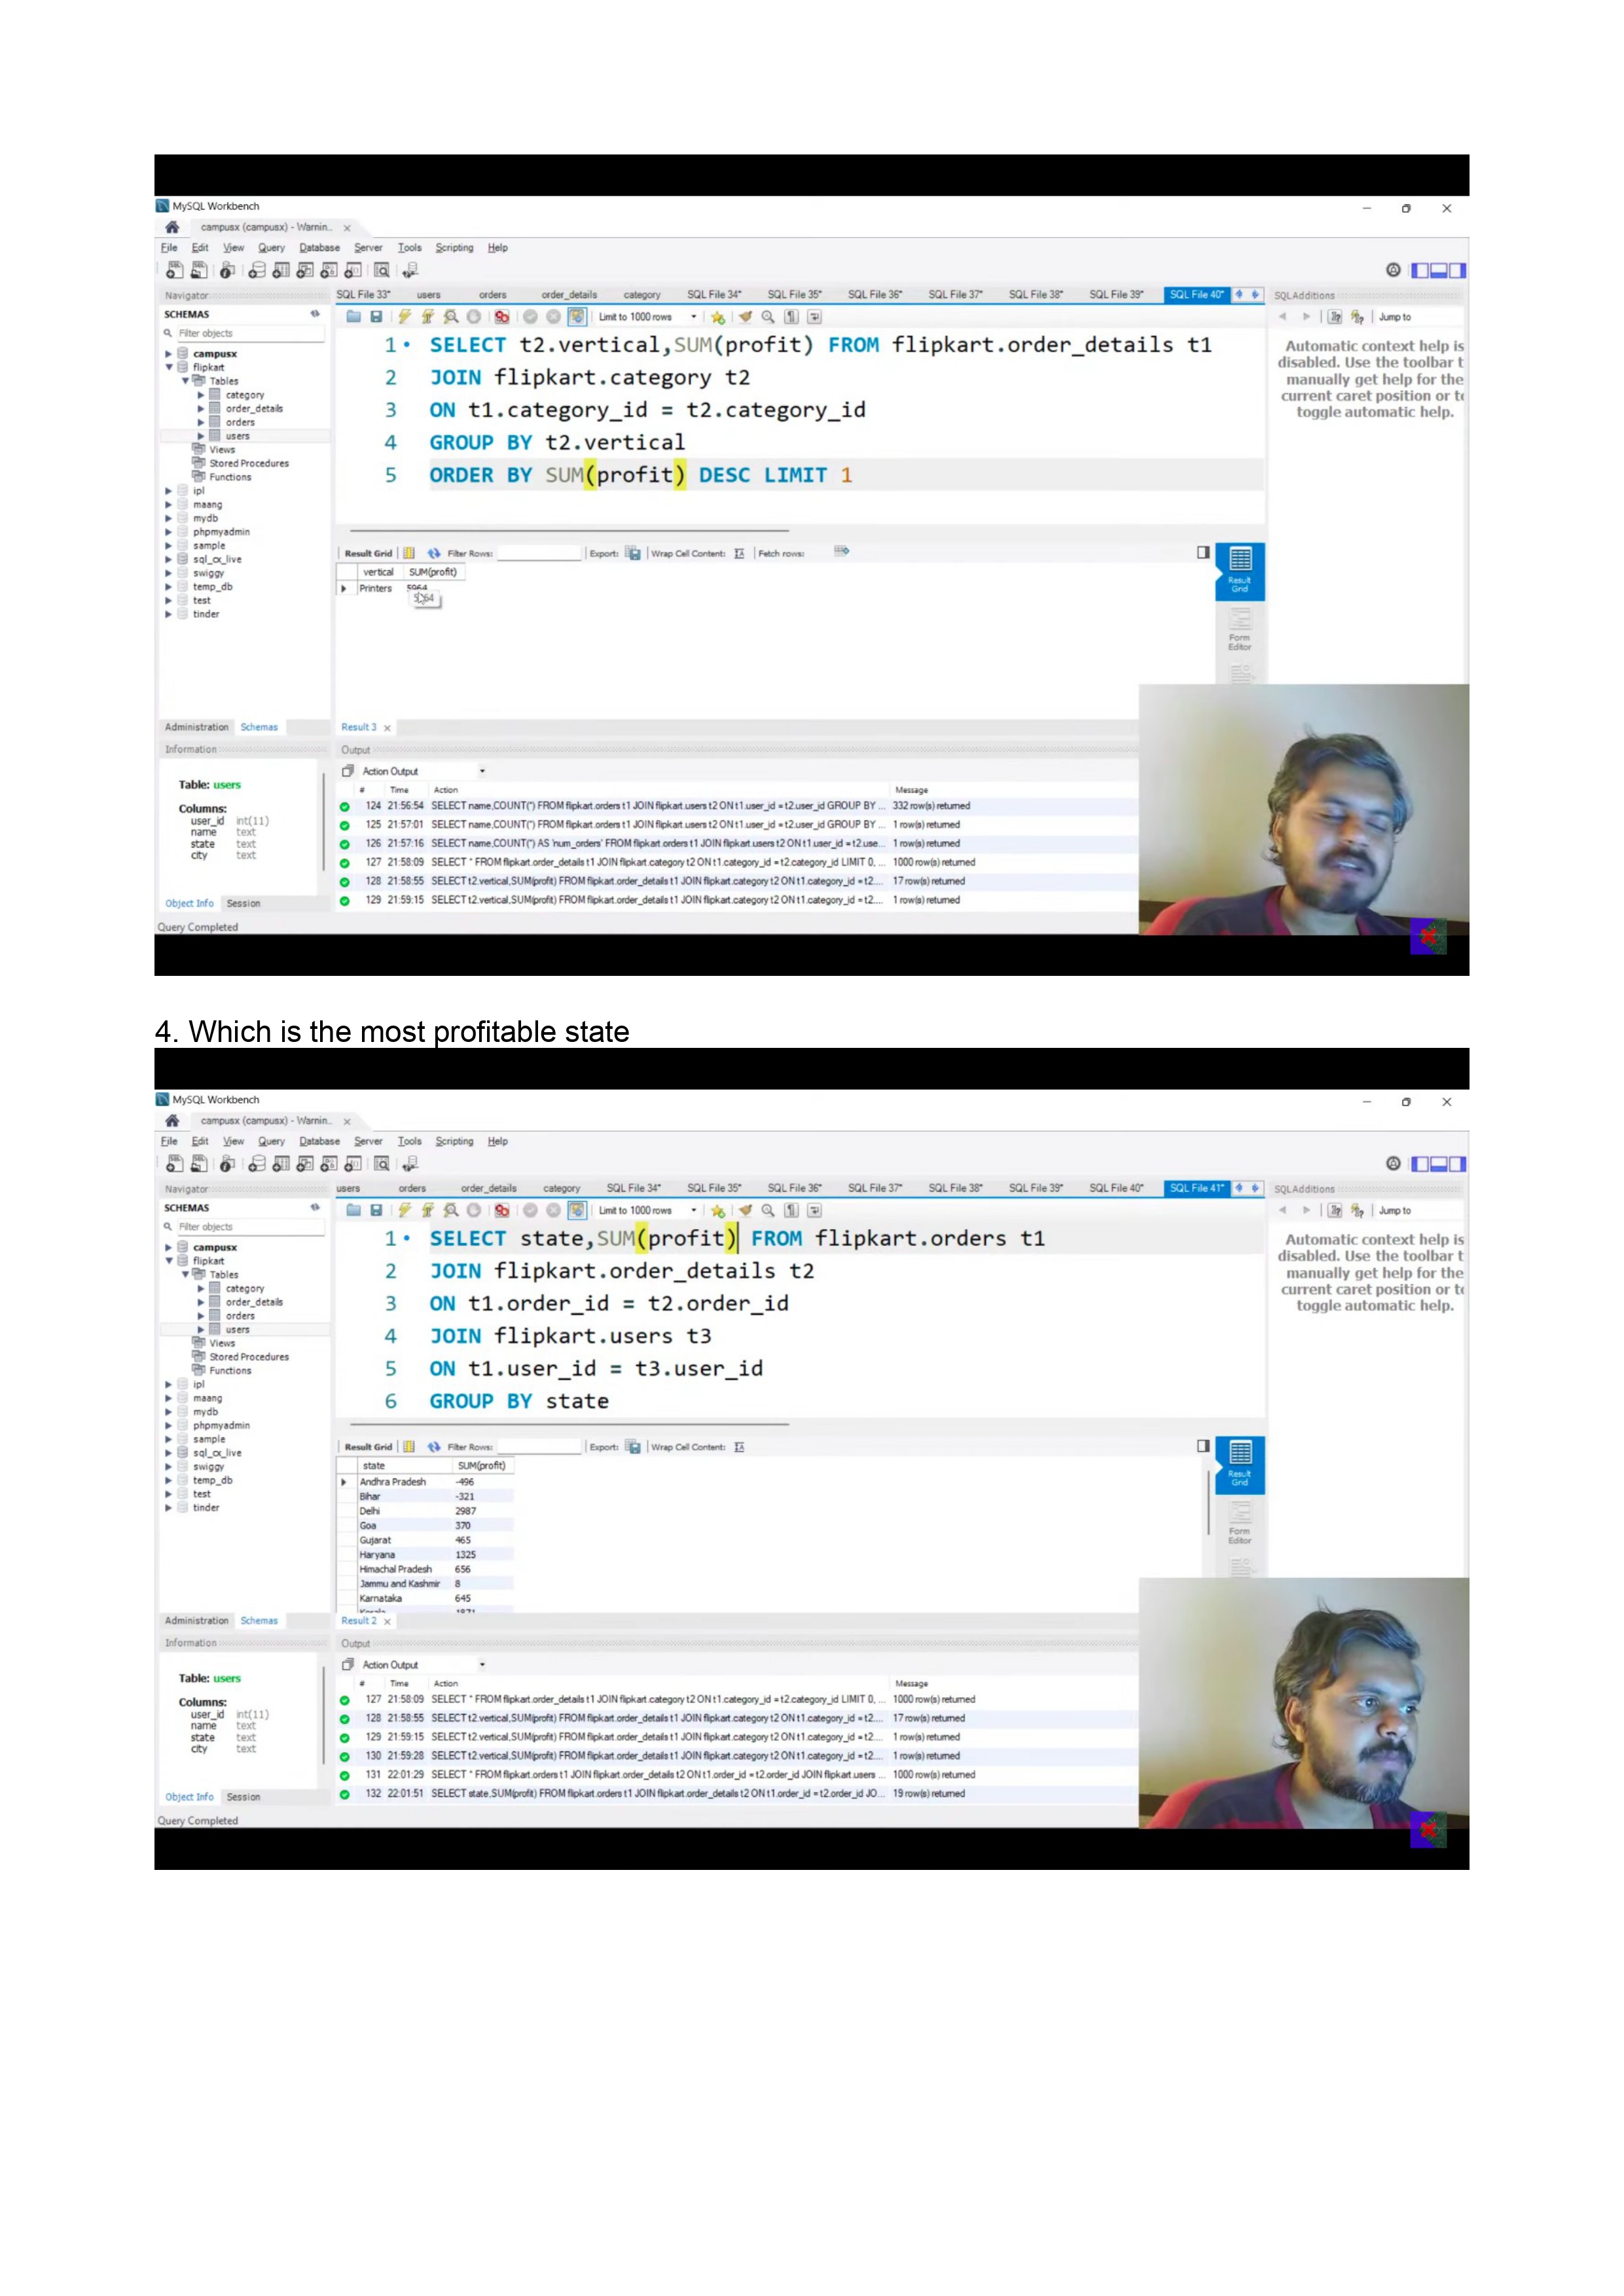 MySQL Workbench
campusx (campusx) - Warnin..
File Edit View Query Database Server Tools Scripting Help
Navigator
SQL File 33* users orders order_details category SQL File 34* SQL File 35* SQL File 36* SQL File 37* SQL File 38* SQL File 39* SQL File 40*
SQLAdditions
SCHEMAS
Limit to 1000 rows
Jump to
Filter objects
campusx
flipkart
Tables
category
order_details
orders
users
Views
Stored Procedures
Functions
ipl
maang
mydb
phpmyadmin
sample
sql_cx_live
swiggy
temp_db
test
tinder
1 SELECT t2.vertical,SUM(profit) FROM flipkart.order_details t1
2 JOIN flipkart.category t2
3 ON t1.category_id = t2.category_id
4 GROUP BY t2.vertical
5 ORDER BY SUM(profit) DESC LIMIT 1
Automatic context help is
disabled. Use the toolbar t
manually get help for the
current caret position or to
toggle automatic help.
Result Grid Filter Rows: Export: Wrap Cell Content: Fetch rows:
vertical SUM(profit)
Printers 5964
Result
Grid
Form
Editor
Administration Schemas
Result 3
Information
Output
Action Output
Table: users
Columns:
user_id int(11)
name text
state text
city text
# Time Action Message
124 21:56:54 SELECT name,COUNT(*) FROM flipkart.orders t1 JOIN flipkart.users t2 ON t1.user_id = t2.user_id GROUP BY ... 332 row(s) returned
125 21:57:01 SELECT name,COUNT(*) FROM flipkart.orders t1 JOIN flipkart.users t2 ON t1.user_id = t2.user_id GROUP BY ... 1 row(s) returned
126 21:57:16 SELECT name,COUNT(*) AS 'num_orders' FROM flipkart.orders t1 JOIN flipkart.users t2 ON t1.user_id = t2.use... 1 row(s) returned
127 21:58:09 SELECT * FROM flipkart.order_details t1 JOIN flipkart.category t2 ON t1.category_id = t2.category_id LIMIT 0, ... 1000 row(s) returned
128 21:58:55 SELECT t2.vertical,SUM(profit) FROM flipkart.order_details t1 JOIN flipkart.category t2 ON t1.category_id = t2.... 17 row(s) returned
129 21:59:15 SELECT t2.vertical,SUM(profit) FROM flipkart.order_details t1 JOIN flipkart.category t2 ON t1.category_id = t2.... 1 row(s) returned
Object Info Session
Query Completed
4. Which is the most profitable state
MySQL Workbench
campusx (campusx) - Warnin..
File Edit View Query Database Server Tools Scripting Help
Navigator
users orders order_details category SQL File 34* SQL File 35* SQL File 36* SQL File 37* SQL File 38* SQL File 39* SQL File 40* SQL File 41*
SQLAdditions
SCHEMAS
Limit to 1000 rows
Jump to
Filter objects
campusx
flipkart
Tables
category
order_details
orders
users
Views
Stored Procedures
Functions
ipl
maang
mydb
phpmyadmin
sample
sql_cx_live
swiggy
temp_db
test
tinder
1 SELECT state,SUM(profit) FROM flipkart.orders t1
2 JOIN flipkart.order_details t2
3 ON t1.order_id = t2.order_id
4 JOIN flipkart.users t3
5 ON t1.user_id = t3.user_id
6 GROUP BY state
Automatic context help is
disabled. Use the toolbar t
manually get help for the
current caret position or to
toggle automatic help.
Result Grid Filter Rows: Export: Wrap Cell Content:
state SUM(profit)
Andhra Pradesh -496
Bihar -321
Delhi 2987
Goa 370
Gujarat 465
Haryana 1325
Himachal Pradesh 656
Jammu and Kashmir 8
Karnataka 645
Kerala 1871
Result
Grid
Form
Editor
Administration Schemas
Result 2
Information
Output
Action Output
Table: users
Columns:
user_id int(11)
name text
state text
city text
# Time Action Message
127 21:58:09 SELECT * FROM flipkart.order_details t1 JOIN flipkart.category t2 ON t1.category_id = t2.category_id LIMIT 0, ... 1000 row(s) returned
128 21:58:55 SELECT t2.vertical,SUM(profit) FROM flipkart.order_details t1 JOIN flipkart.category t2 ON t1.category_id = t2.... 17 row(s) returned
129 21:59:15 SELECT t2.vertical,SUM(profit) FROM flipkart.order_details t1 JOIN flipkart.category t2 ON t1.category_id = t2.... 1 row(s) returned
130 21:59:28 SELECT t2.vertical,SUM(profit) FROM flipkart.order_details t1 JOIN flipkart.category t2 ON t1.category_id = t2.... 1 row(s) returned
131 22:01:29 SELECT * FROM flipkart.orders t1 JOIN flipkart.order_details t2 ON t1.order_id = t2.order_id JOIN flipkart.users ... 1000 row(s) returned
132 22:01:51 SELECT state,SUM(profit) FROM flipkart.orders t1 JOIN flipkart.order_details t2 ON t1.order_id = t2.order_id JO... 19 row(s) returned
Object Info Session
Query Completed